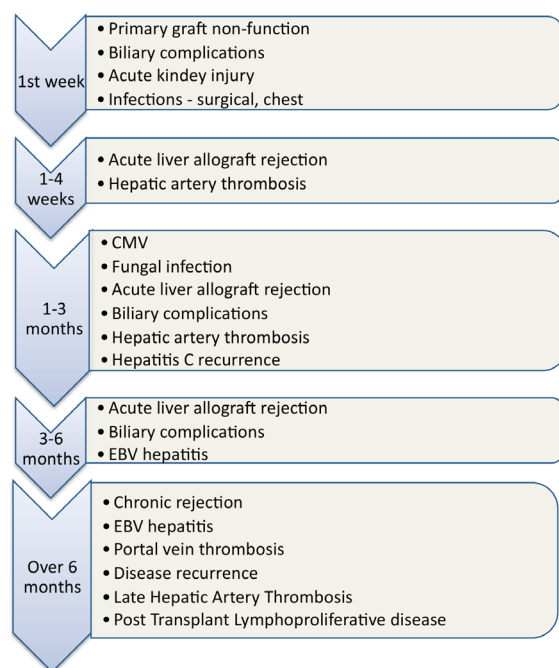 1st week
• Primary graft non-function
• Biliary complications
• Acute kindey injury
• Infections - surgical, chest
1-4
weeks
• Acute liver allograft rejection
• Hepatic artery thrombosis
1-3
months
• CMV
• Fungal infection
• Acute liver allograft rejection
• Biliary complications
• Hepatic artery thrombosis
• Hepatitis C recurrence
3-6
months
• Acute liver allograft rejection
• Biliary complications
• EBV hepatitis
Over 6
months
• Chronic rejection
• EBV hepatitis
• Portal vein thrombosis
• Disease recurrence
• Late Hepatic Artery Thrombosis
• Post Transplant Lymphoproliferative disease